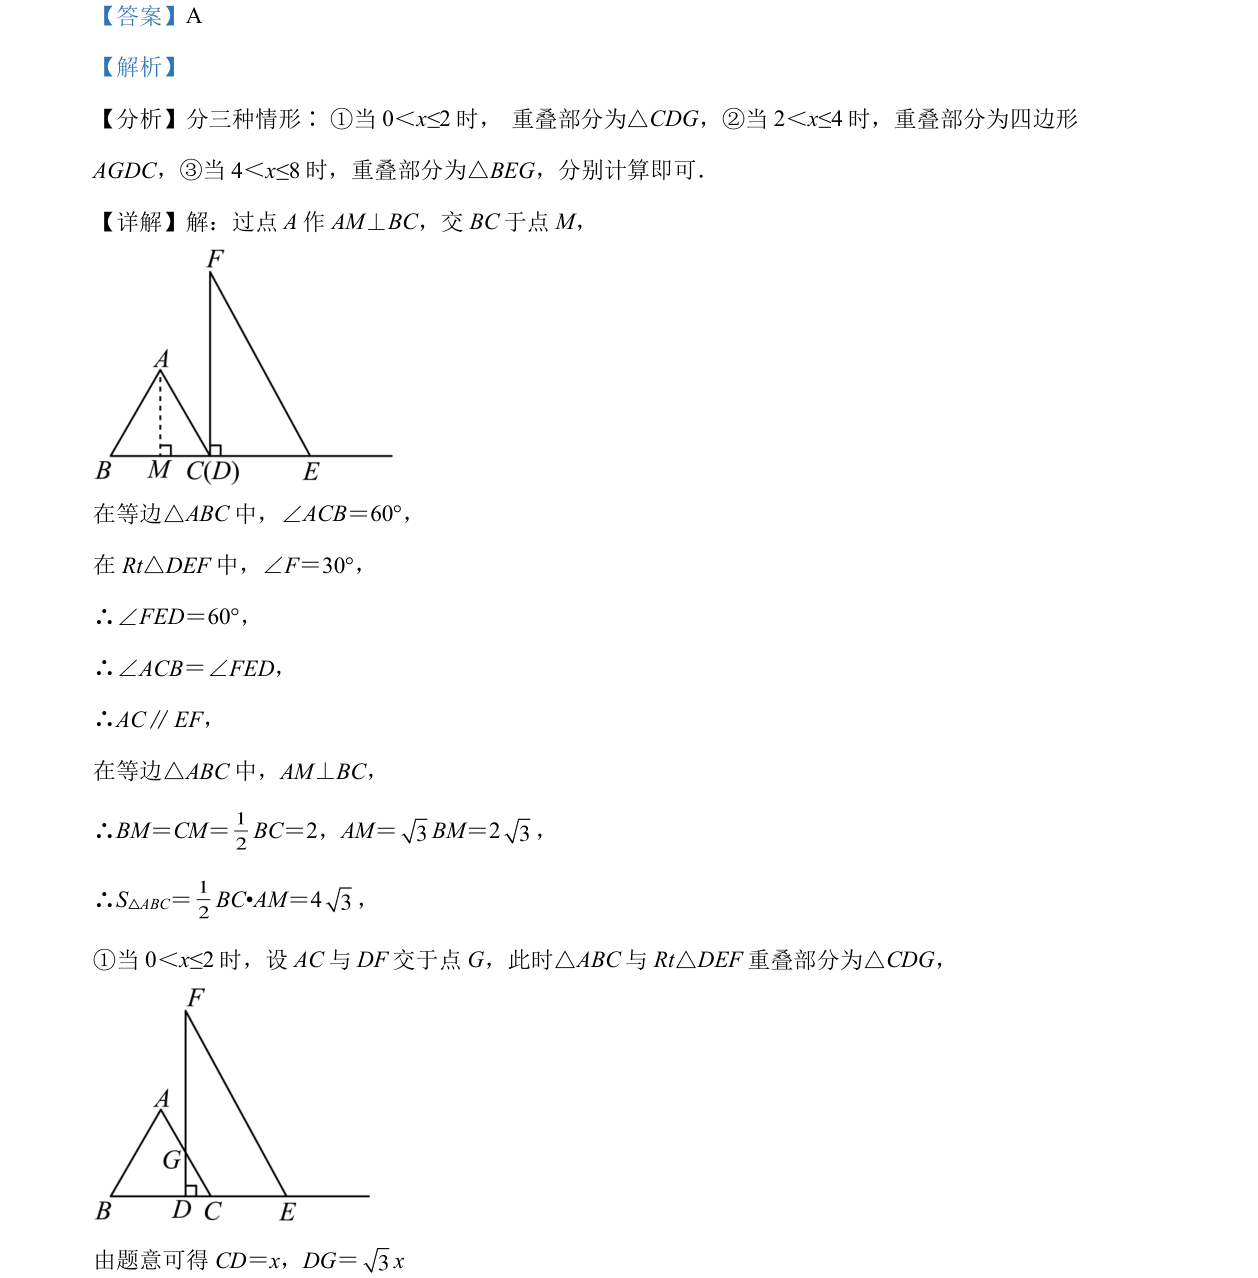 【答案】A
【解析】
【分析】分三种情形：①当 0＜x≤2 时， 重叠部分为△CDG，②当 2＜x≤4 时，重叠部分为四边形
AGDC，③当 4＜x≤8 时，重叠部分为△BEG，分别计算即可．
【详解】解：过点 A 作 AM⊥BC，交 BC 于点 M，
F
A
B M C(D) E
在等边△ABC 中，∠ACB＝60°，
在 Rt△DEF 中，∠F＝30°，
∴∠FED＝60°，
∴∠ACB＝∠FED，
∴AC∥EF，
在等边△ABC 中，AM⊥BC，
∴BM＝CM＝1/2 BC＝2，AM＝√3BM＝2√3，
∴S△ABC＝1/2 BC•AM＝4√3，
①当 0＜x≤2 时，设 AC 与 DF 交于点 G，此时△ABC 与 Rt△DEF 重叠部分为△CDG，
F
A
G
B D C E
由题意可得 CD＝x，DG＝√3x